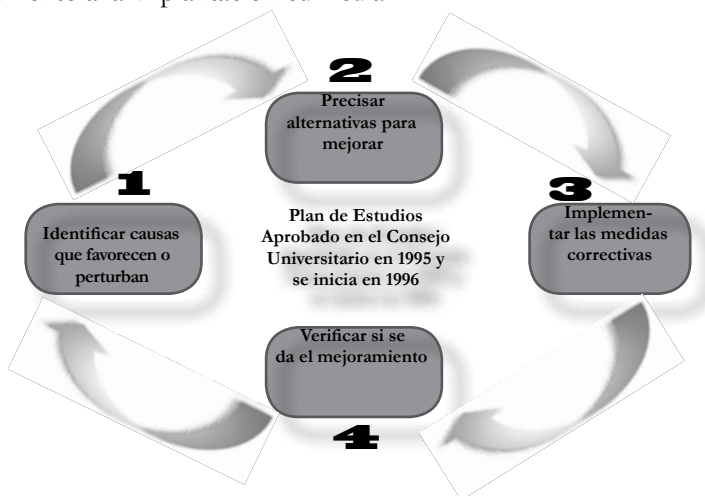 1
Identificar causas
que favorecen o
perturban
2
Precisar
alternativas para
mejorar
3
Implemen-
tar las medidas
correctivas
Plan de Estudios
Aprobado en el Consejo
Universitario en 1995 y
se inicia en 1996
Verificar si se
da el mejoramiento
4